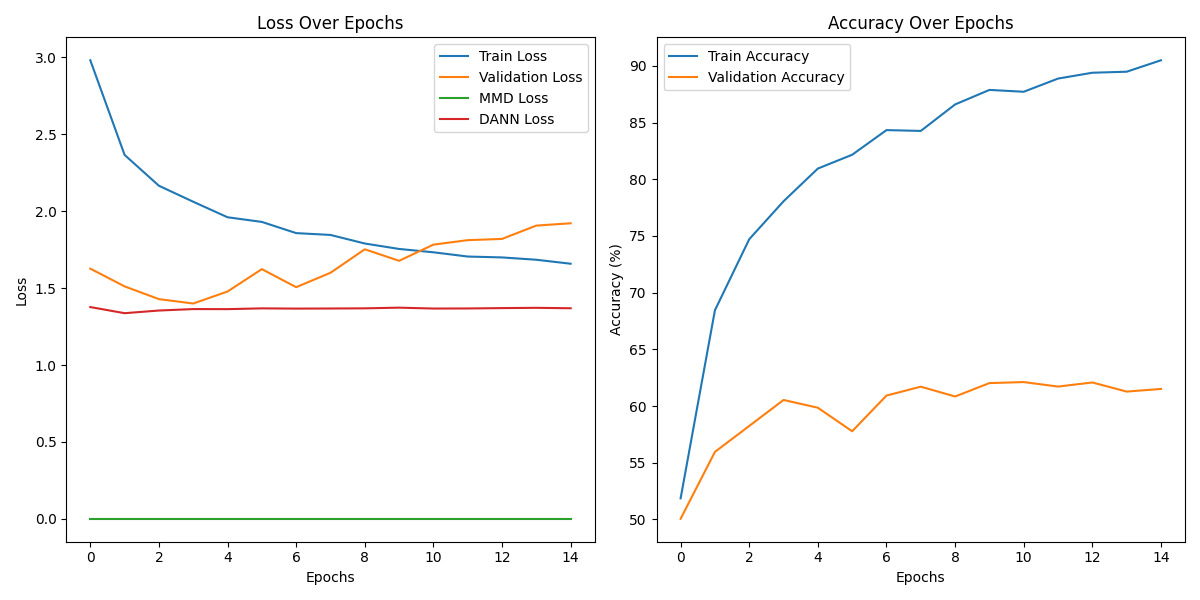 Loss Over Epochs
3.0
2.5
2.0
1.5
1.0
0.5
0.0
Loss
0 2 4 6 8 10 12 14
Epochs
Train Loss
Validation Loss
MMD Loss
DANN Loss
Accuracy Over Epochs
90
85
80
75
70
65
60
55
50
Accuracy (%)
0 2 4 6 8 10 12 14
Epochs
Train Accuracy
Validation Accuracy